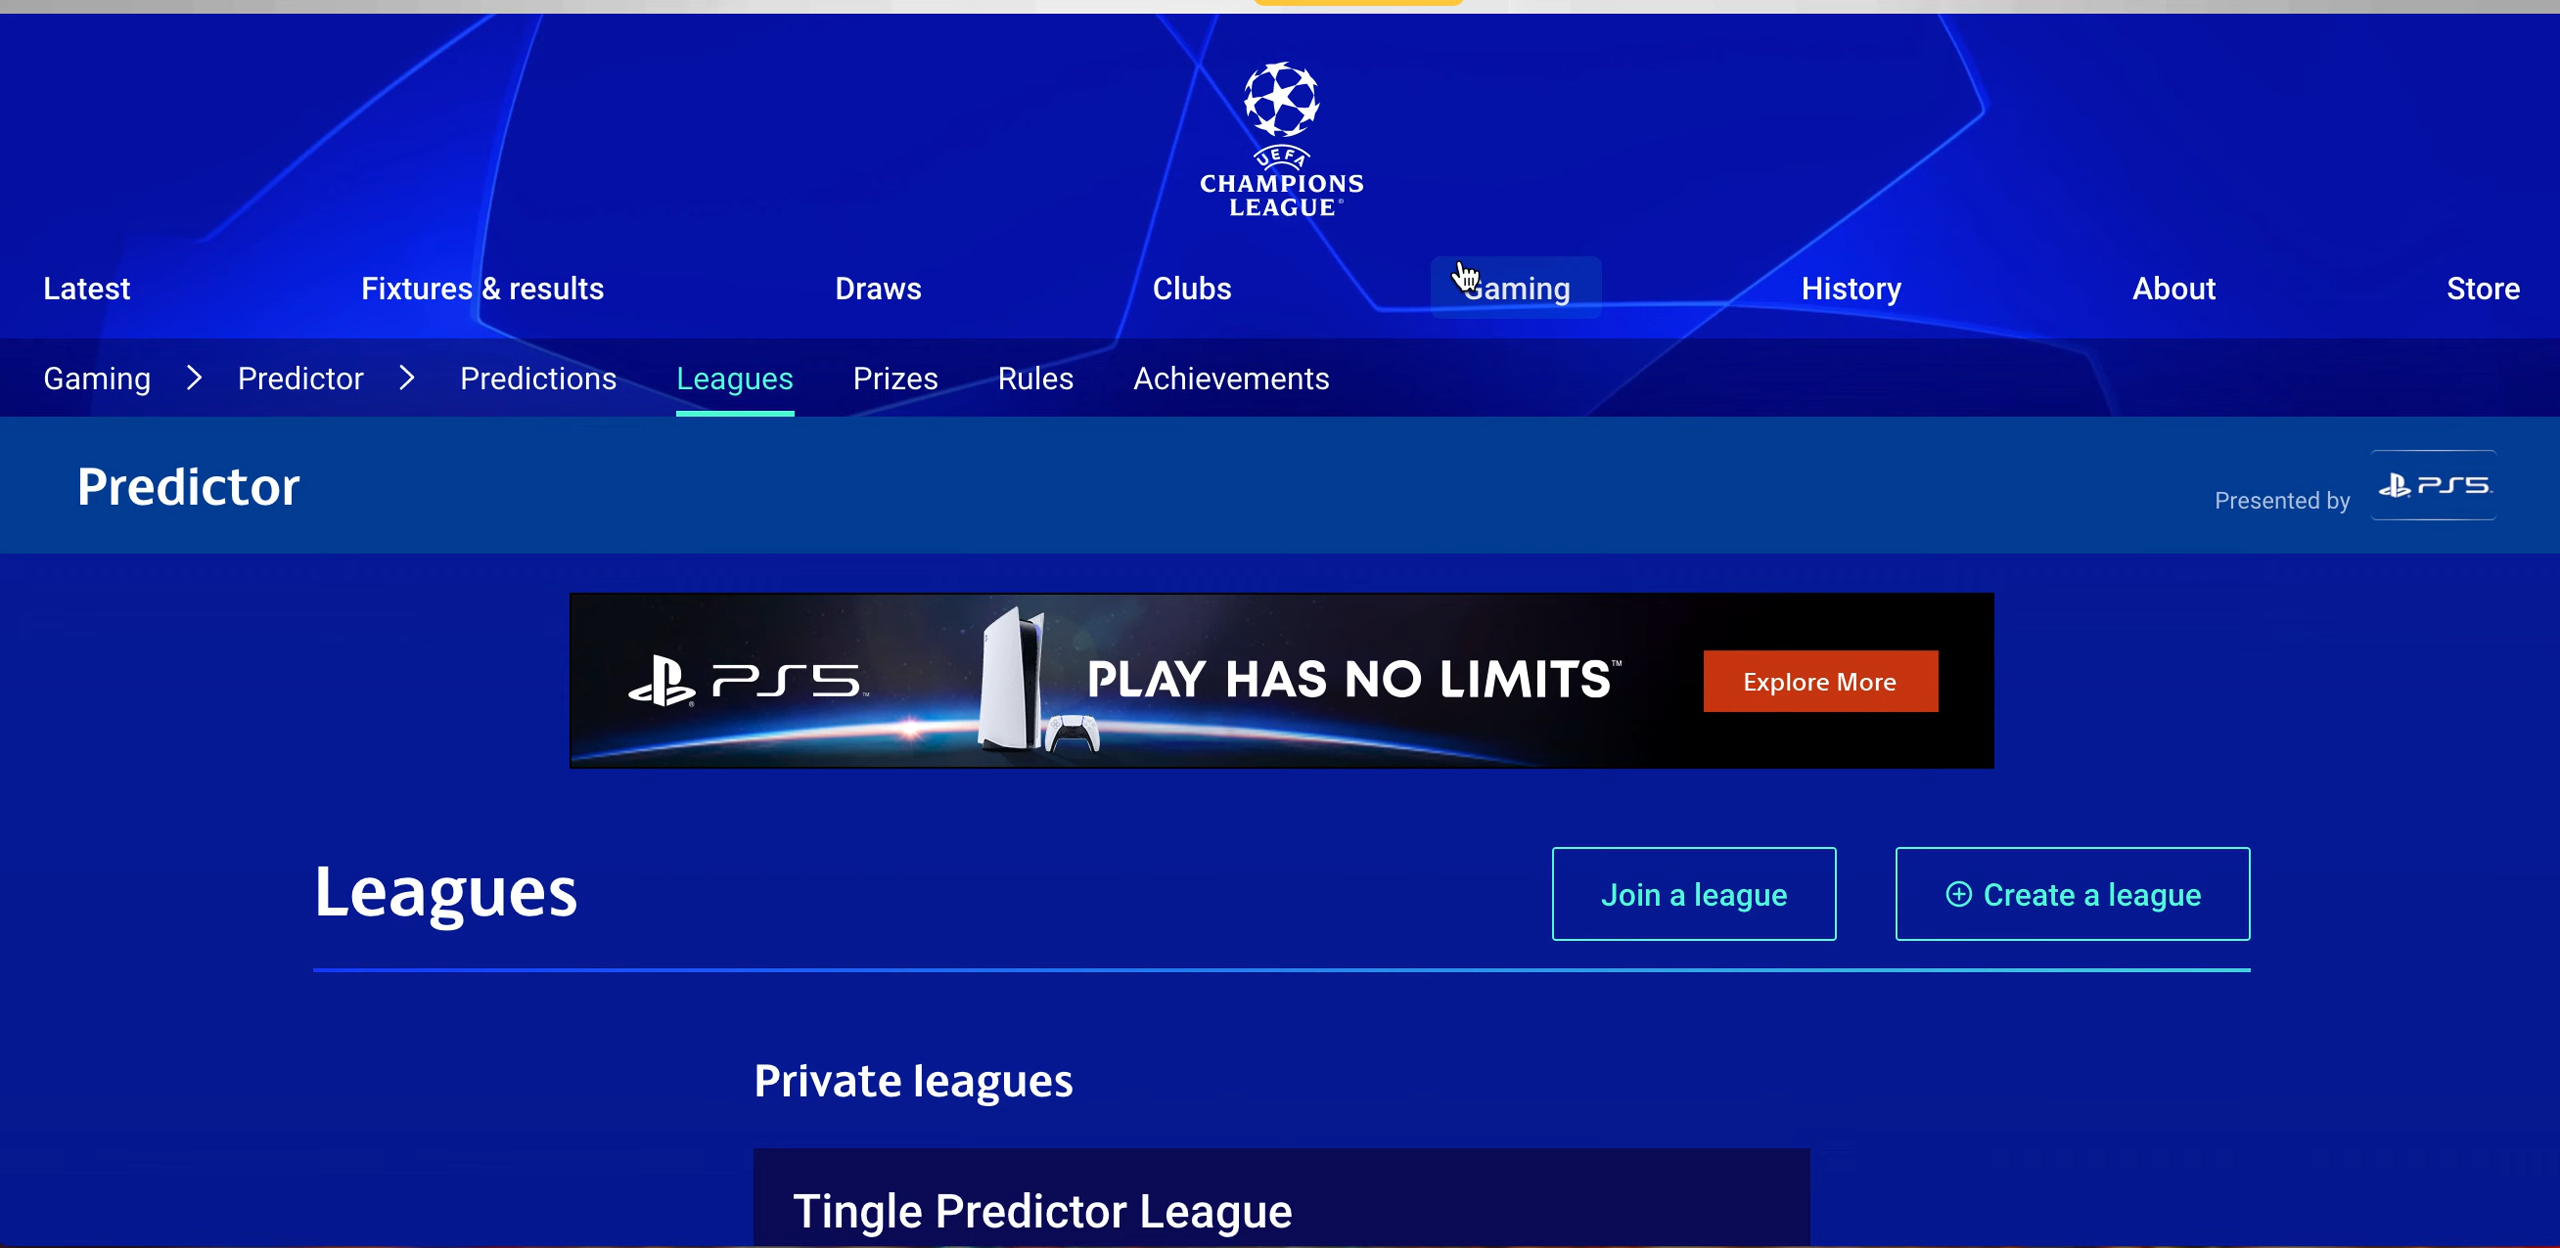 UEFA
CHAMPIONS
LEAGUE®
Latest Fixtures & results Draws Clubs Gaming History About Store
Gaming Predictor Predictions Leagues Prizes Rules Achievements
Predictor
Presented by PS5
PS5™ PLAY HAS NO LIMITS™ Explore More
Leagues
Join a league
Create a league
Private leagues
Tingle Predictor League